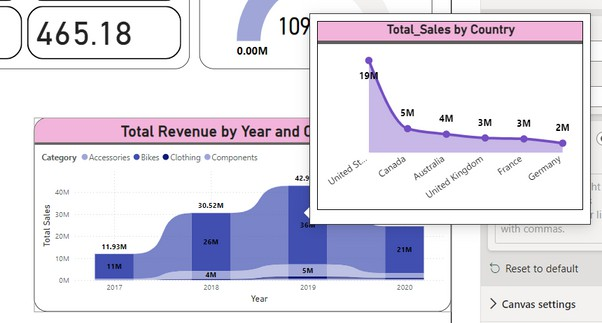 465.18
109
0.00M
Total_Sales by Country
19M
5M
4M
3M
3M
2M
United St...
Canada
Australia
United Kingdom
France
Germany
Total Revenue by Year and
Category
Accessories
Bikes
Clothing
Components
Total Sales
40M
30M
20M
10M
0M
11.93M
30.52M
42.9
11M
26M
36M
21M
4M
5M
2017
2018
2019
2020
Year
with commas.
Reset to default
Canvas settings